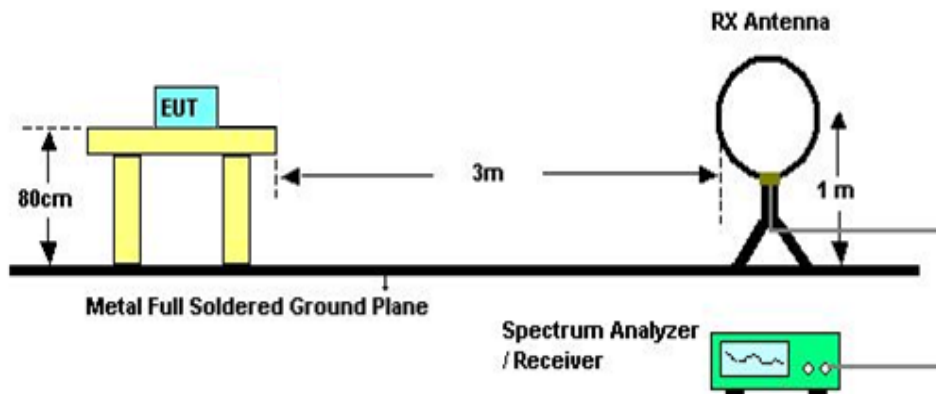 RX Antenna
EUT
80cm
3m
1 m
Metal Full Soldered Ground Plane
Spectrum Analyzer
/ Receiver